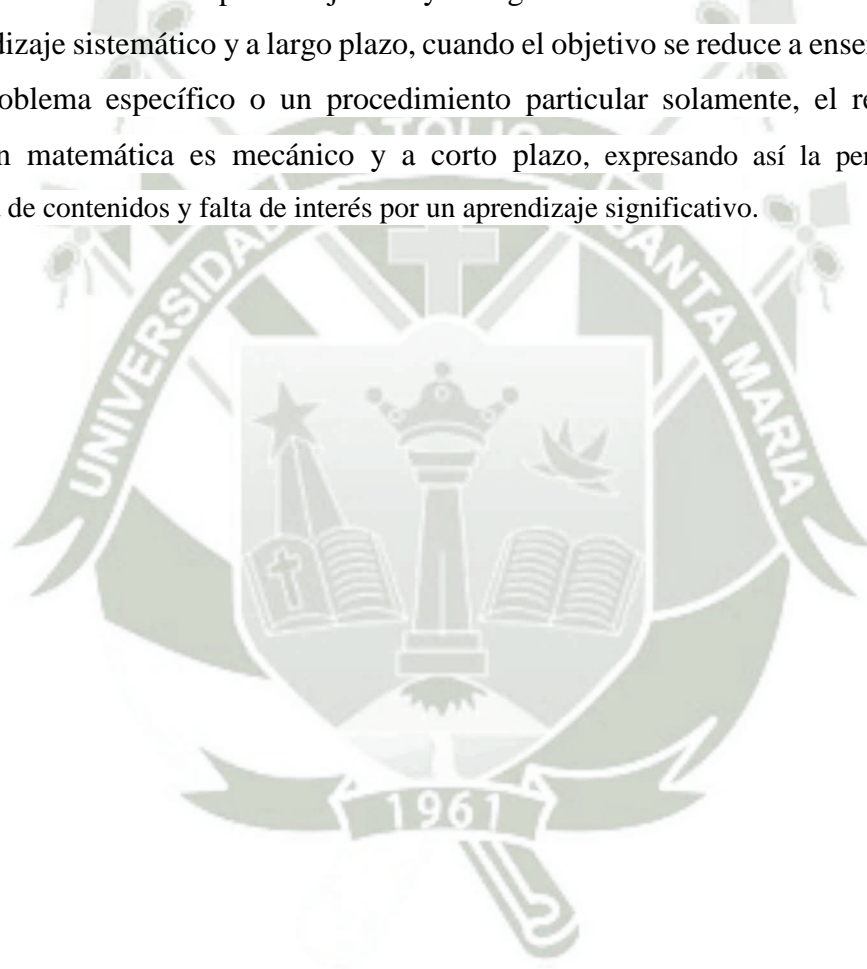 dizaje sistemático y a largo plazo, cuando el objetivo se reduce a ense
oblema específico o un procedimiento particular solamente, el re
n matemática es mecánico y a corto plazo, expresando así la per
de contenidos y falta de interés por un aprendizaje significativo.
UNIVERSIDAD SANTA MARIA
1961